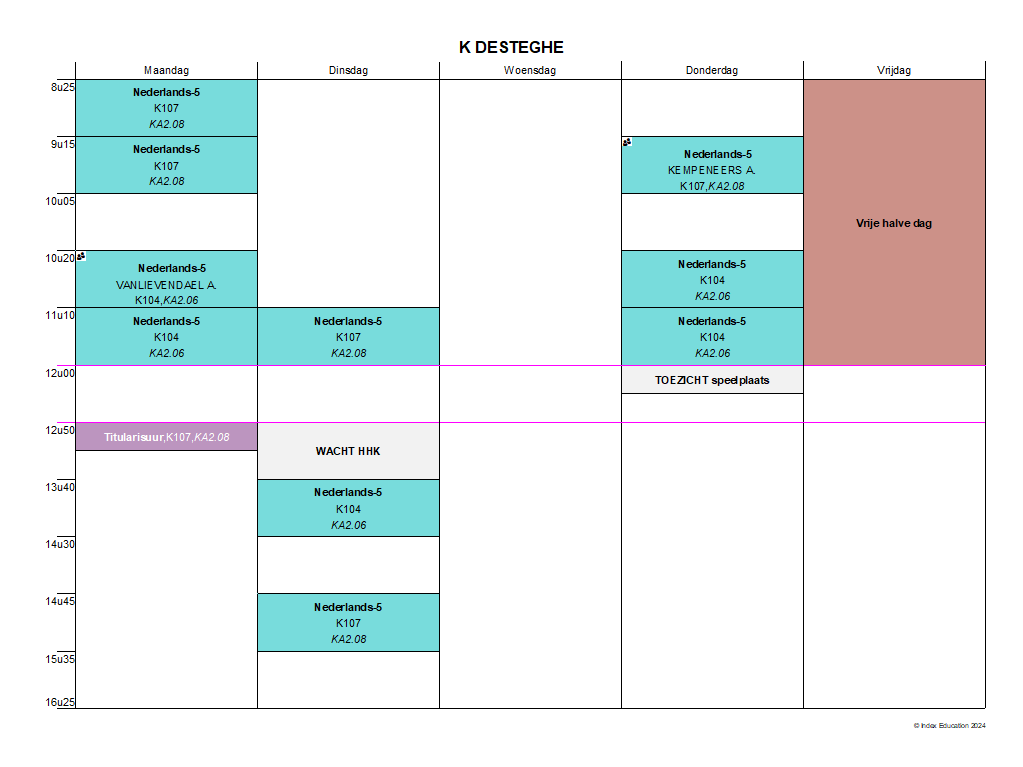 K DESTEGHE
Maandag Dinsdag Woensdag Donderdag Vrijdag
8u25
Nederlands-5
K107
KA2.08
9u15
Nederlands-5
K107
KA2.08
Nederlands-5
KEMPENEERS A.
K107,KA2.08
10u05
Vrije halve dag
10u20
Nederlands-5
VANLIEVENDAEL A.
K104,KA2.06
Nederlands-5
K104
KA2.06
11u10
Nederlands-5
K104
KA2.06
Nederlands-5
K107
KA2.08
Nederlands-5
K104
KA2.06
12u00
TOEZICHT speelplaats
12u50
Titularisuur,K107,KA2.08
WACHT HHK
13u40
Nederlands-5
K104
KA2.06
14u30
14u45
Nederlands-5
K107
KA2.08
15u35
16u25
© Index Education 2024